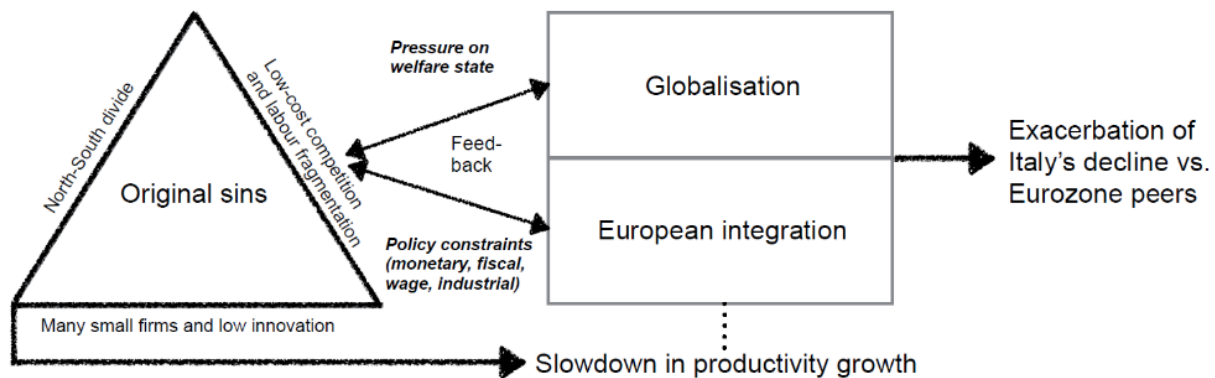 North-South divide
Low-cost competition
and labour fragmentation
Original sins
Many small firms and low innovation
Pressure on
welfare state
Feed-
back
Policy constraints
(monetary, fiscal,
wage, industrial)
Globalisation
European integration
Exacerbation of
Italy's decline vs.
Eurozone peers
Slowdown in productivity growth